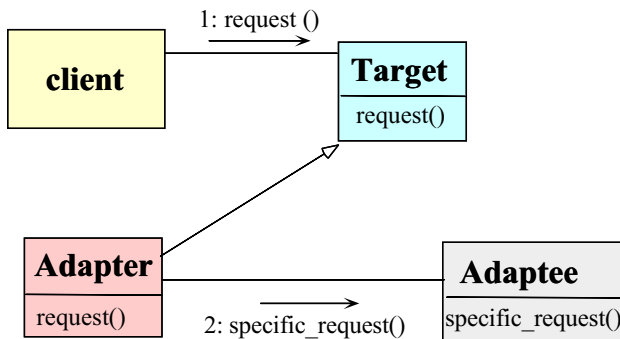 1: request ()
client
Target
request()
Adapter
request()
2: specific_request()
Adaptee
specific_request()